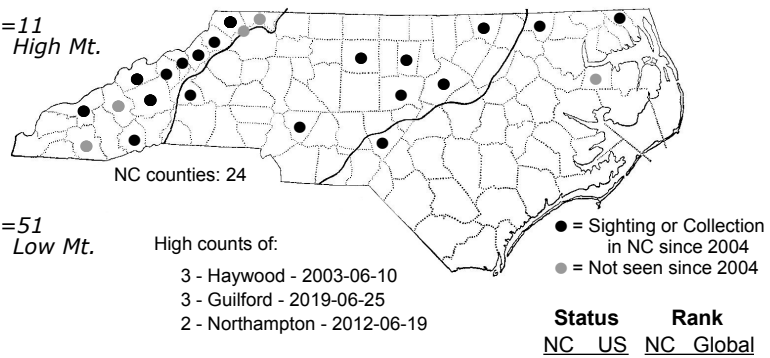 =11
High Mt.
NC counties: 24
=51
Low Mt.
High counts of:
3 - Haywood - 2003-06-10
3 - Guilford - 2019-06-25
2 - Northampton - 2012-06-19
= Sighting or Collection
in NC since 2004
= Not seen since 2004
Status Rank
NC US NC Global